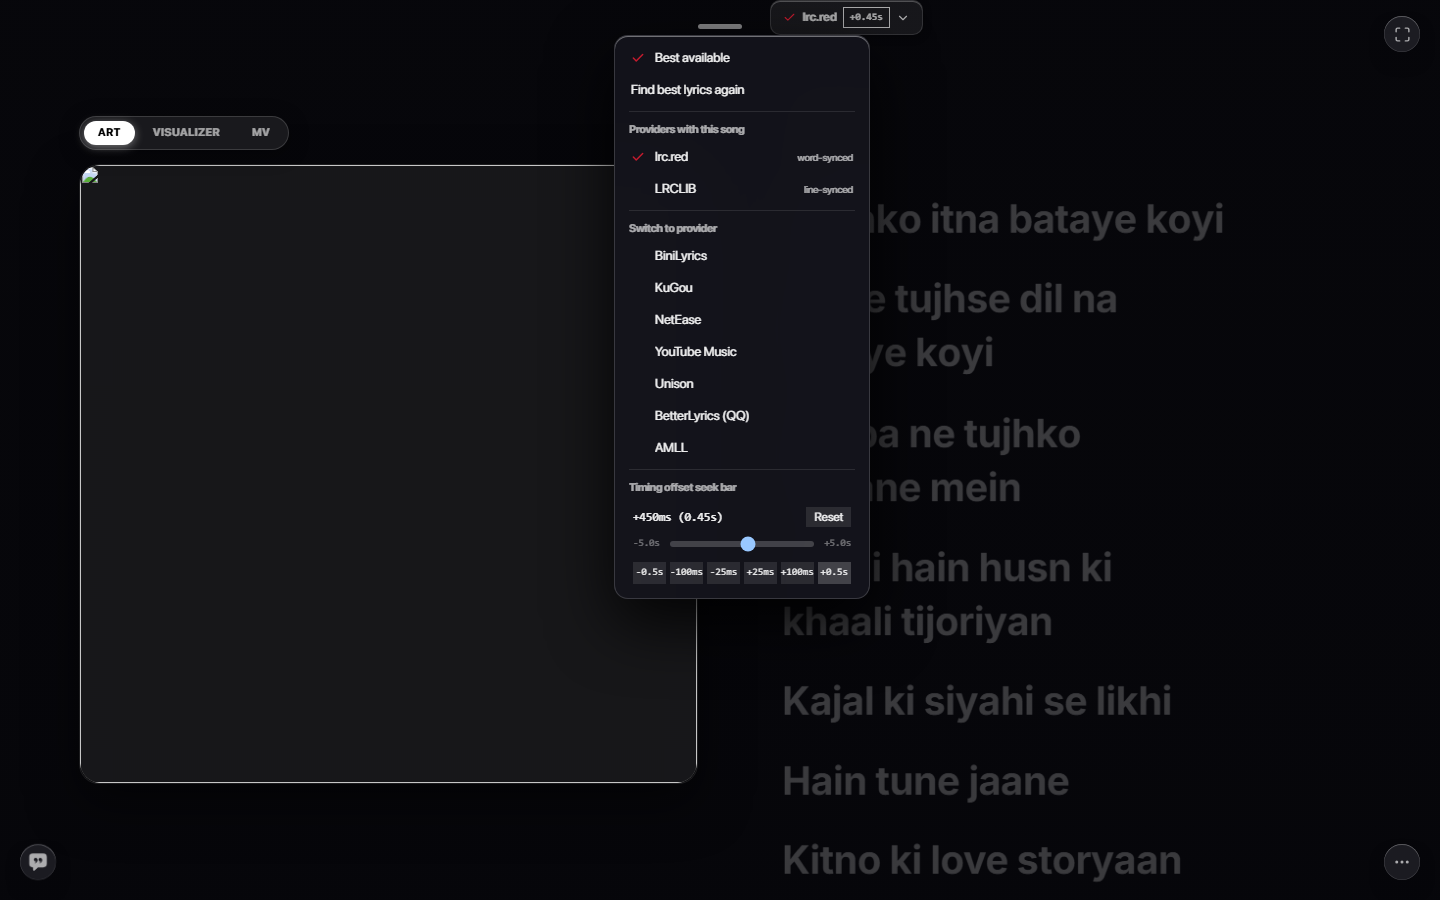 lrc.red +0.45s
Best available
Find best lyrics again
ART VISUALIZER MV
Providers with this song
lrc.red word-synced
LRCLIB line-synced
Switch to provider
BiniLyrics
KuGou
NetEase
YouTube Music
Unison
BetterLyrics (QQ)
AMLL
Timing offset seek bar
+450ms (0.45s) Reset
-5.0s +5.0s
-0.5s -100ms -25ms +25ms +100ms +0.5s
itna bataye koyi
tujhse dil na
koyi
ne tujhko
mein
hain husn ki
khaali tijoriyan
Kajal ki siyahi se likhi
Hain tune jaane
Kitno ki love storyaan